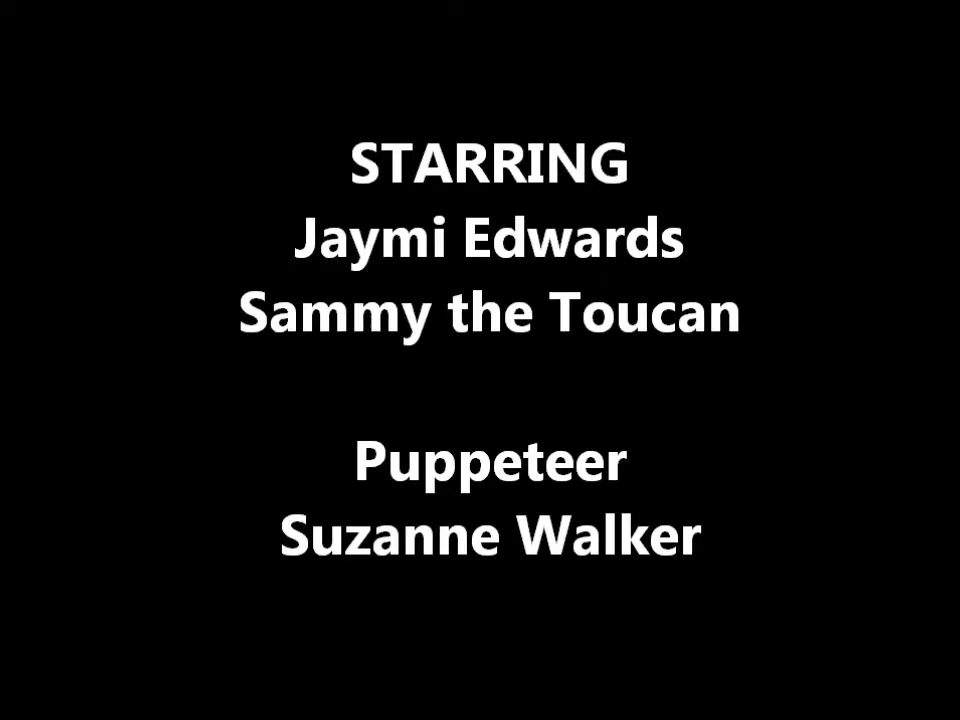 STARRING
Jaymi Edwards
Sammy the Toucan
Puppeteer
Suzanne Walker